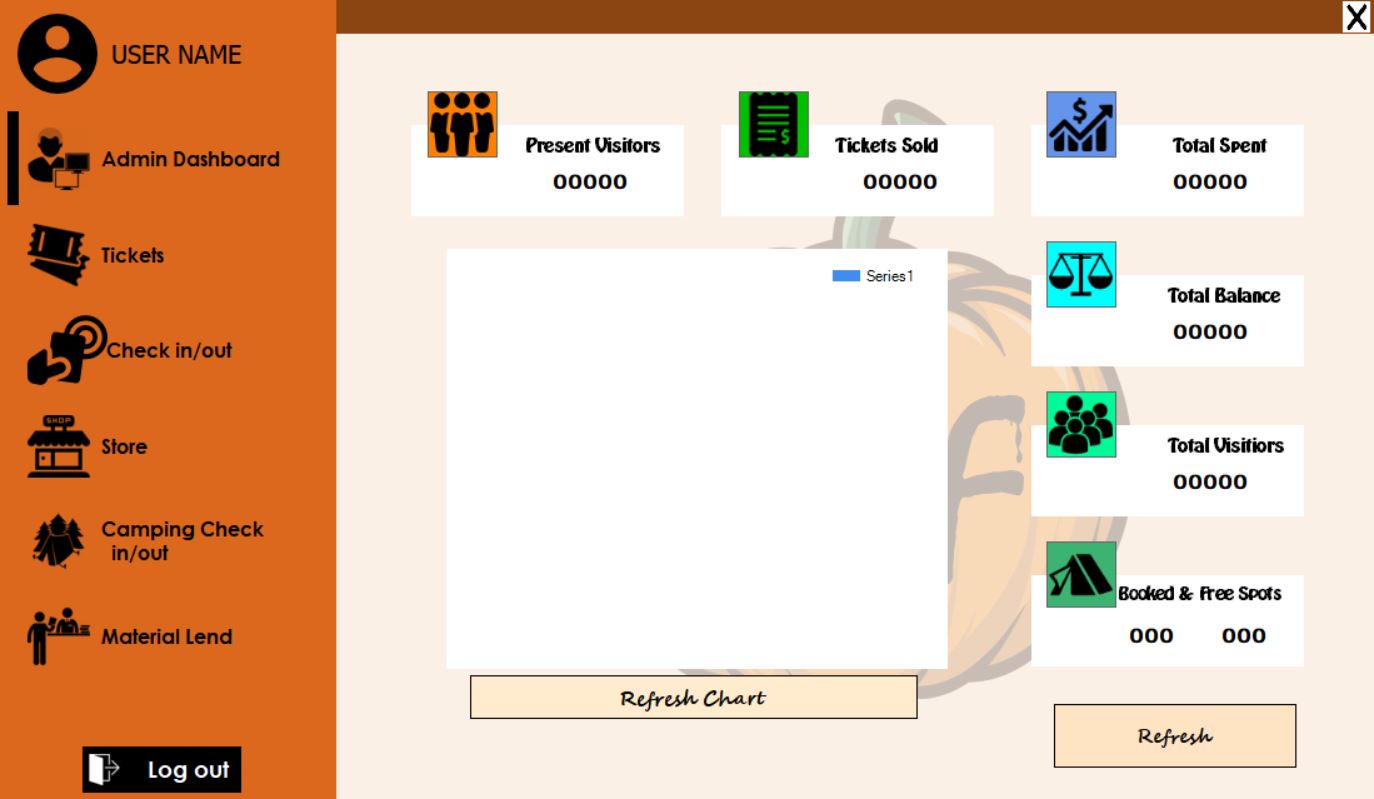 X
USER NAME
Admin Dashboard
Tickets
Check in/out
SHOP
Store
Camping Check
in/out
Material Lend
Log out
Present Visitors
00000
Tickets Sold
00000
Total Spent
00000
Series1
Total Balance
00000
Total Visitiors
00000
Booked & Free Spots
000 000
Refresh Chart
Refresh